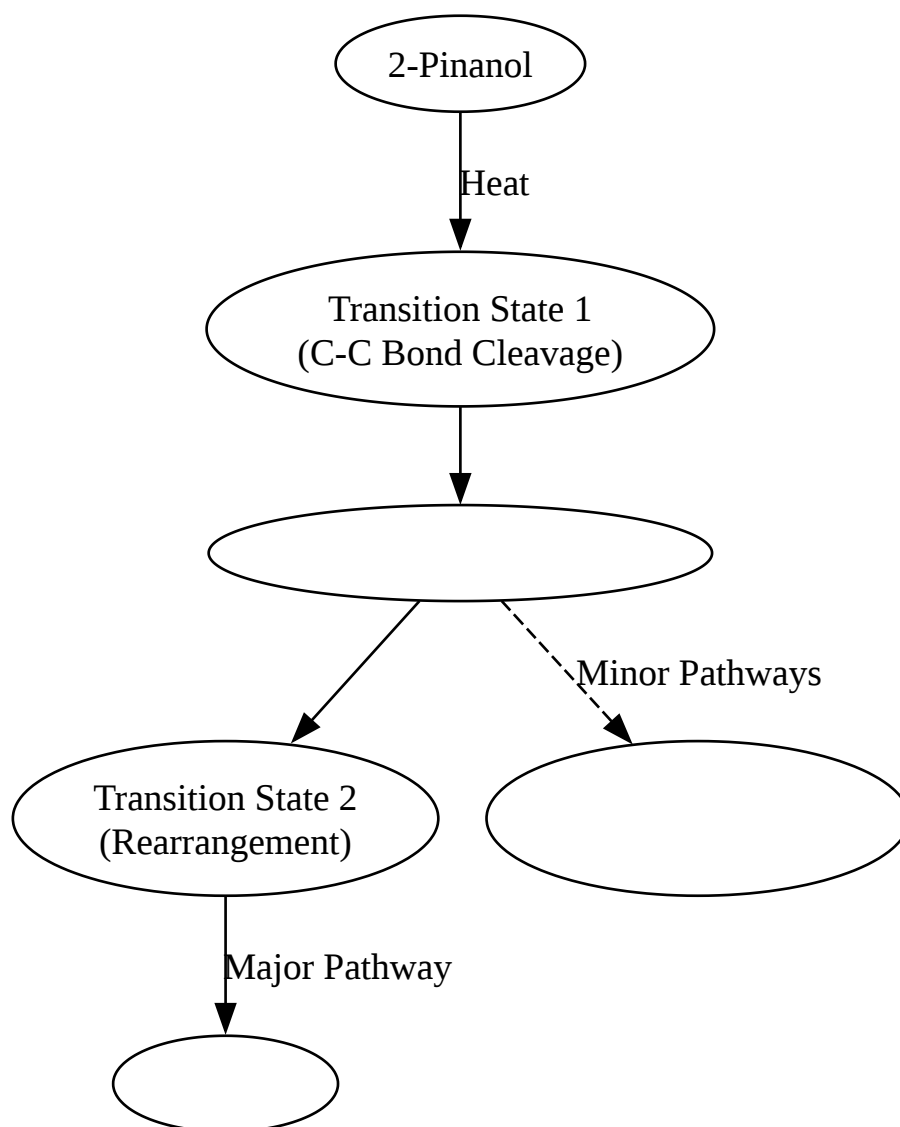 2-Pinanol
Heat
Transition State 1
(C-C Bond Cleavage)
Minor Pathways
Transition State 2
(Rearrangement)
Major Pathway